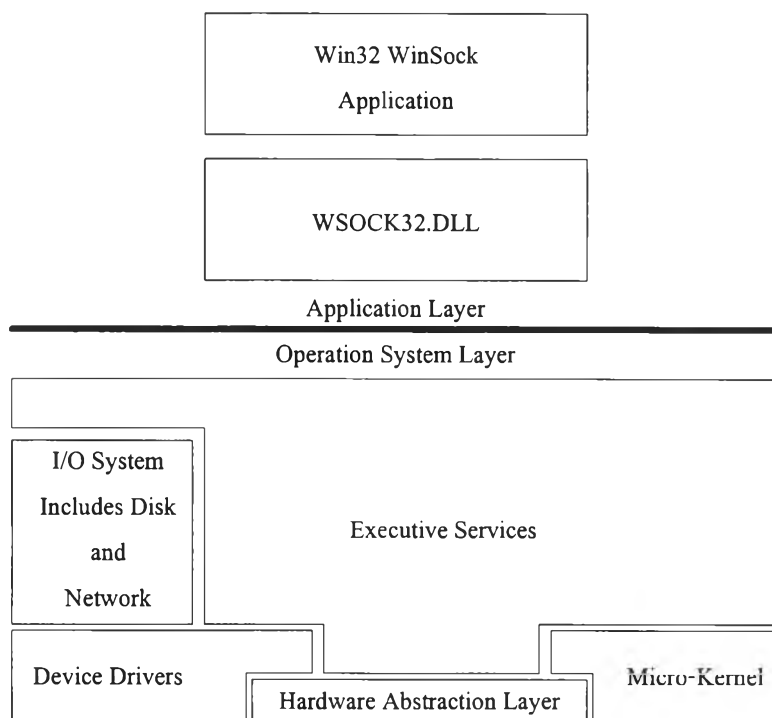 Win32 WinSock
Application
WSOCK32.DLL
Application Layer
Operation System Layer
I/O System
Includes Disk
and
Network
Executive Services
Device Drivers
Micro-Kernel
Hardware Abstraction Layer